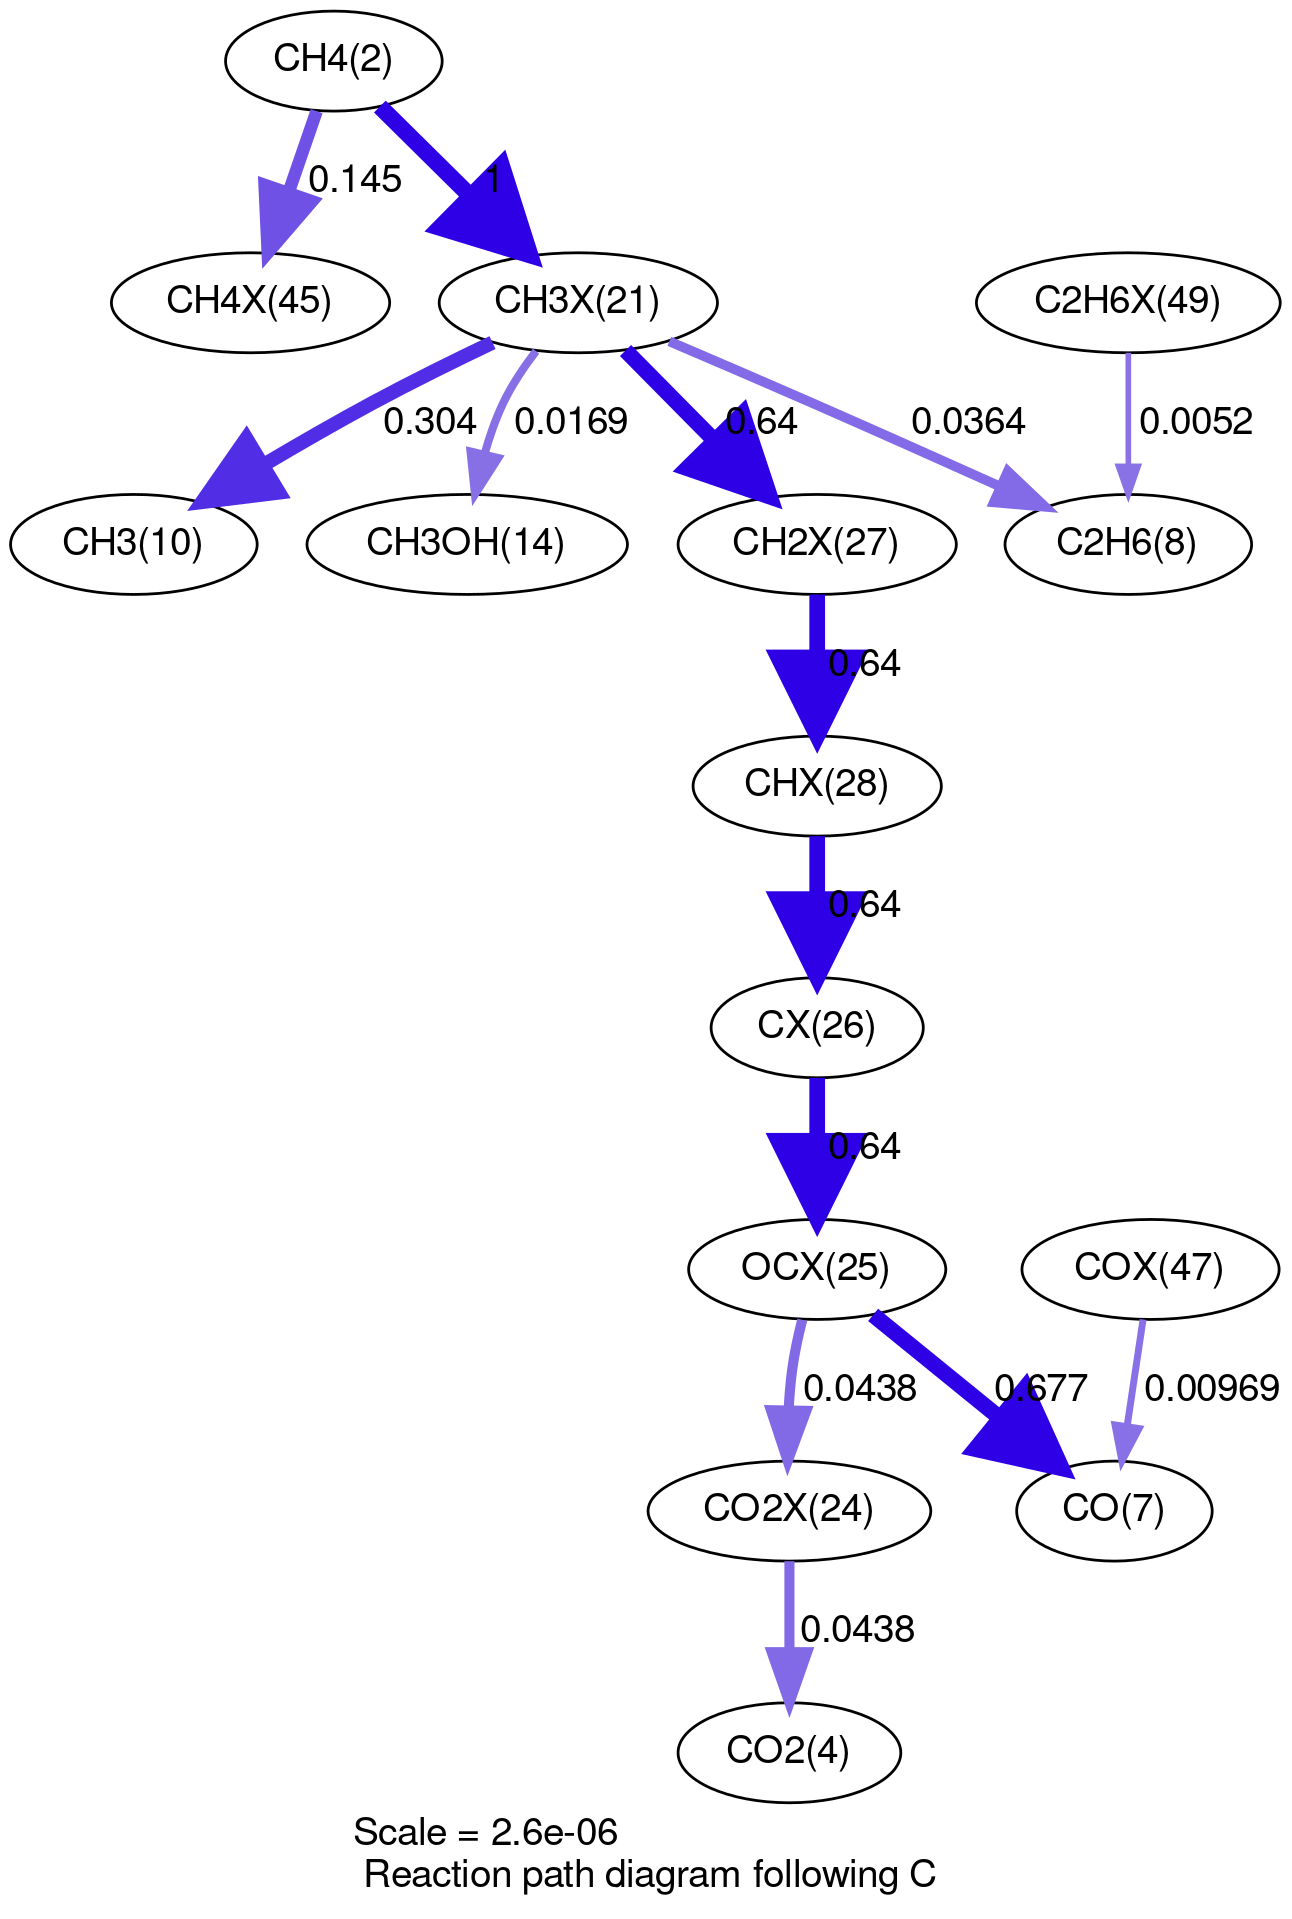 CH4(2)
0.145
1
CH4X(45)
CH3X(21)
C2H6X(49)
0.304
0.0169
0.64
0.0364
0.0052
CH3(10)
CH3OH(14)
CH2X(27)
C2H6(8)
0.64
CHX(28)
0.64
CX(26)
0.64
OCX(25)
COX(47)
0.0438
0.677
0.00969
CO2X(24)
CO(7)
0.0438
CO2(4)
Scale = 2.6e-06
Reaction path diagram following C